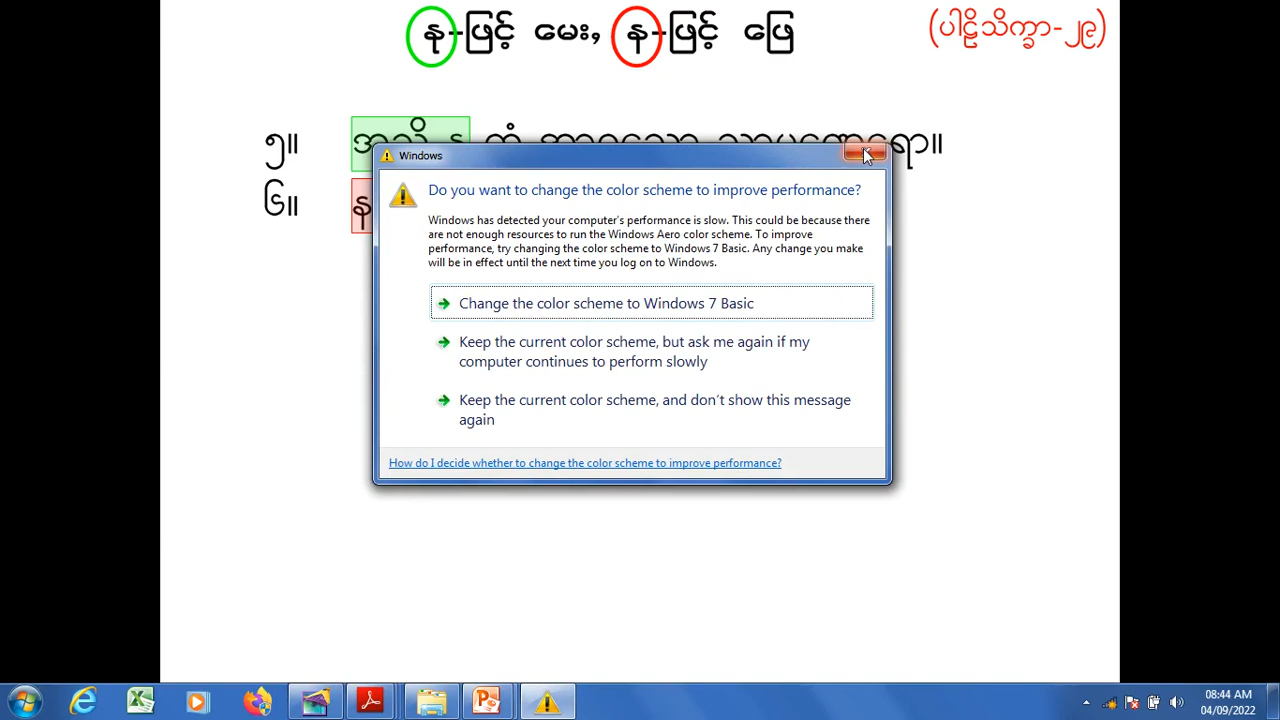 နု-ဖြင့် မေး, န-ဖြင့် ဖြေ
(ပါဠိသိက္ခာ-၂၉)
၅။
၆။ န
Windows
Do you want to change the color scheme to improve performance?
Windows has detected your computer's performance is slow. This could be because there
are not enough resources to run the Windows Aero color scheme. To improve
performance, try changing the color scheme to Windows 7 Basic. Any change you make
will be in effect until the next time you log on to Windows.
Change the color scheme to Windows 7 Basic
Keep the current color scheme, but ask me again if my
computer continues to perform slowly
Keep the current color scheme, and don't show this message
again
How do I decide whether to change the color scheme to improve performance?
08:44 AM
04/09/2022